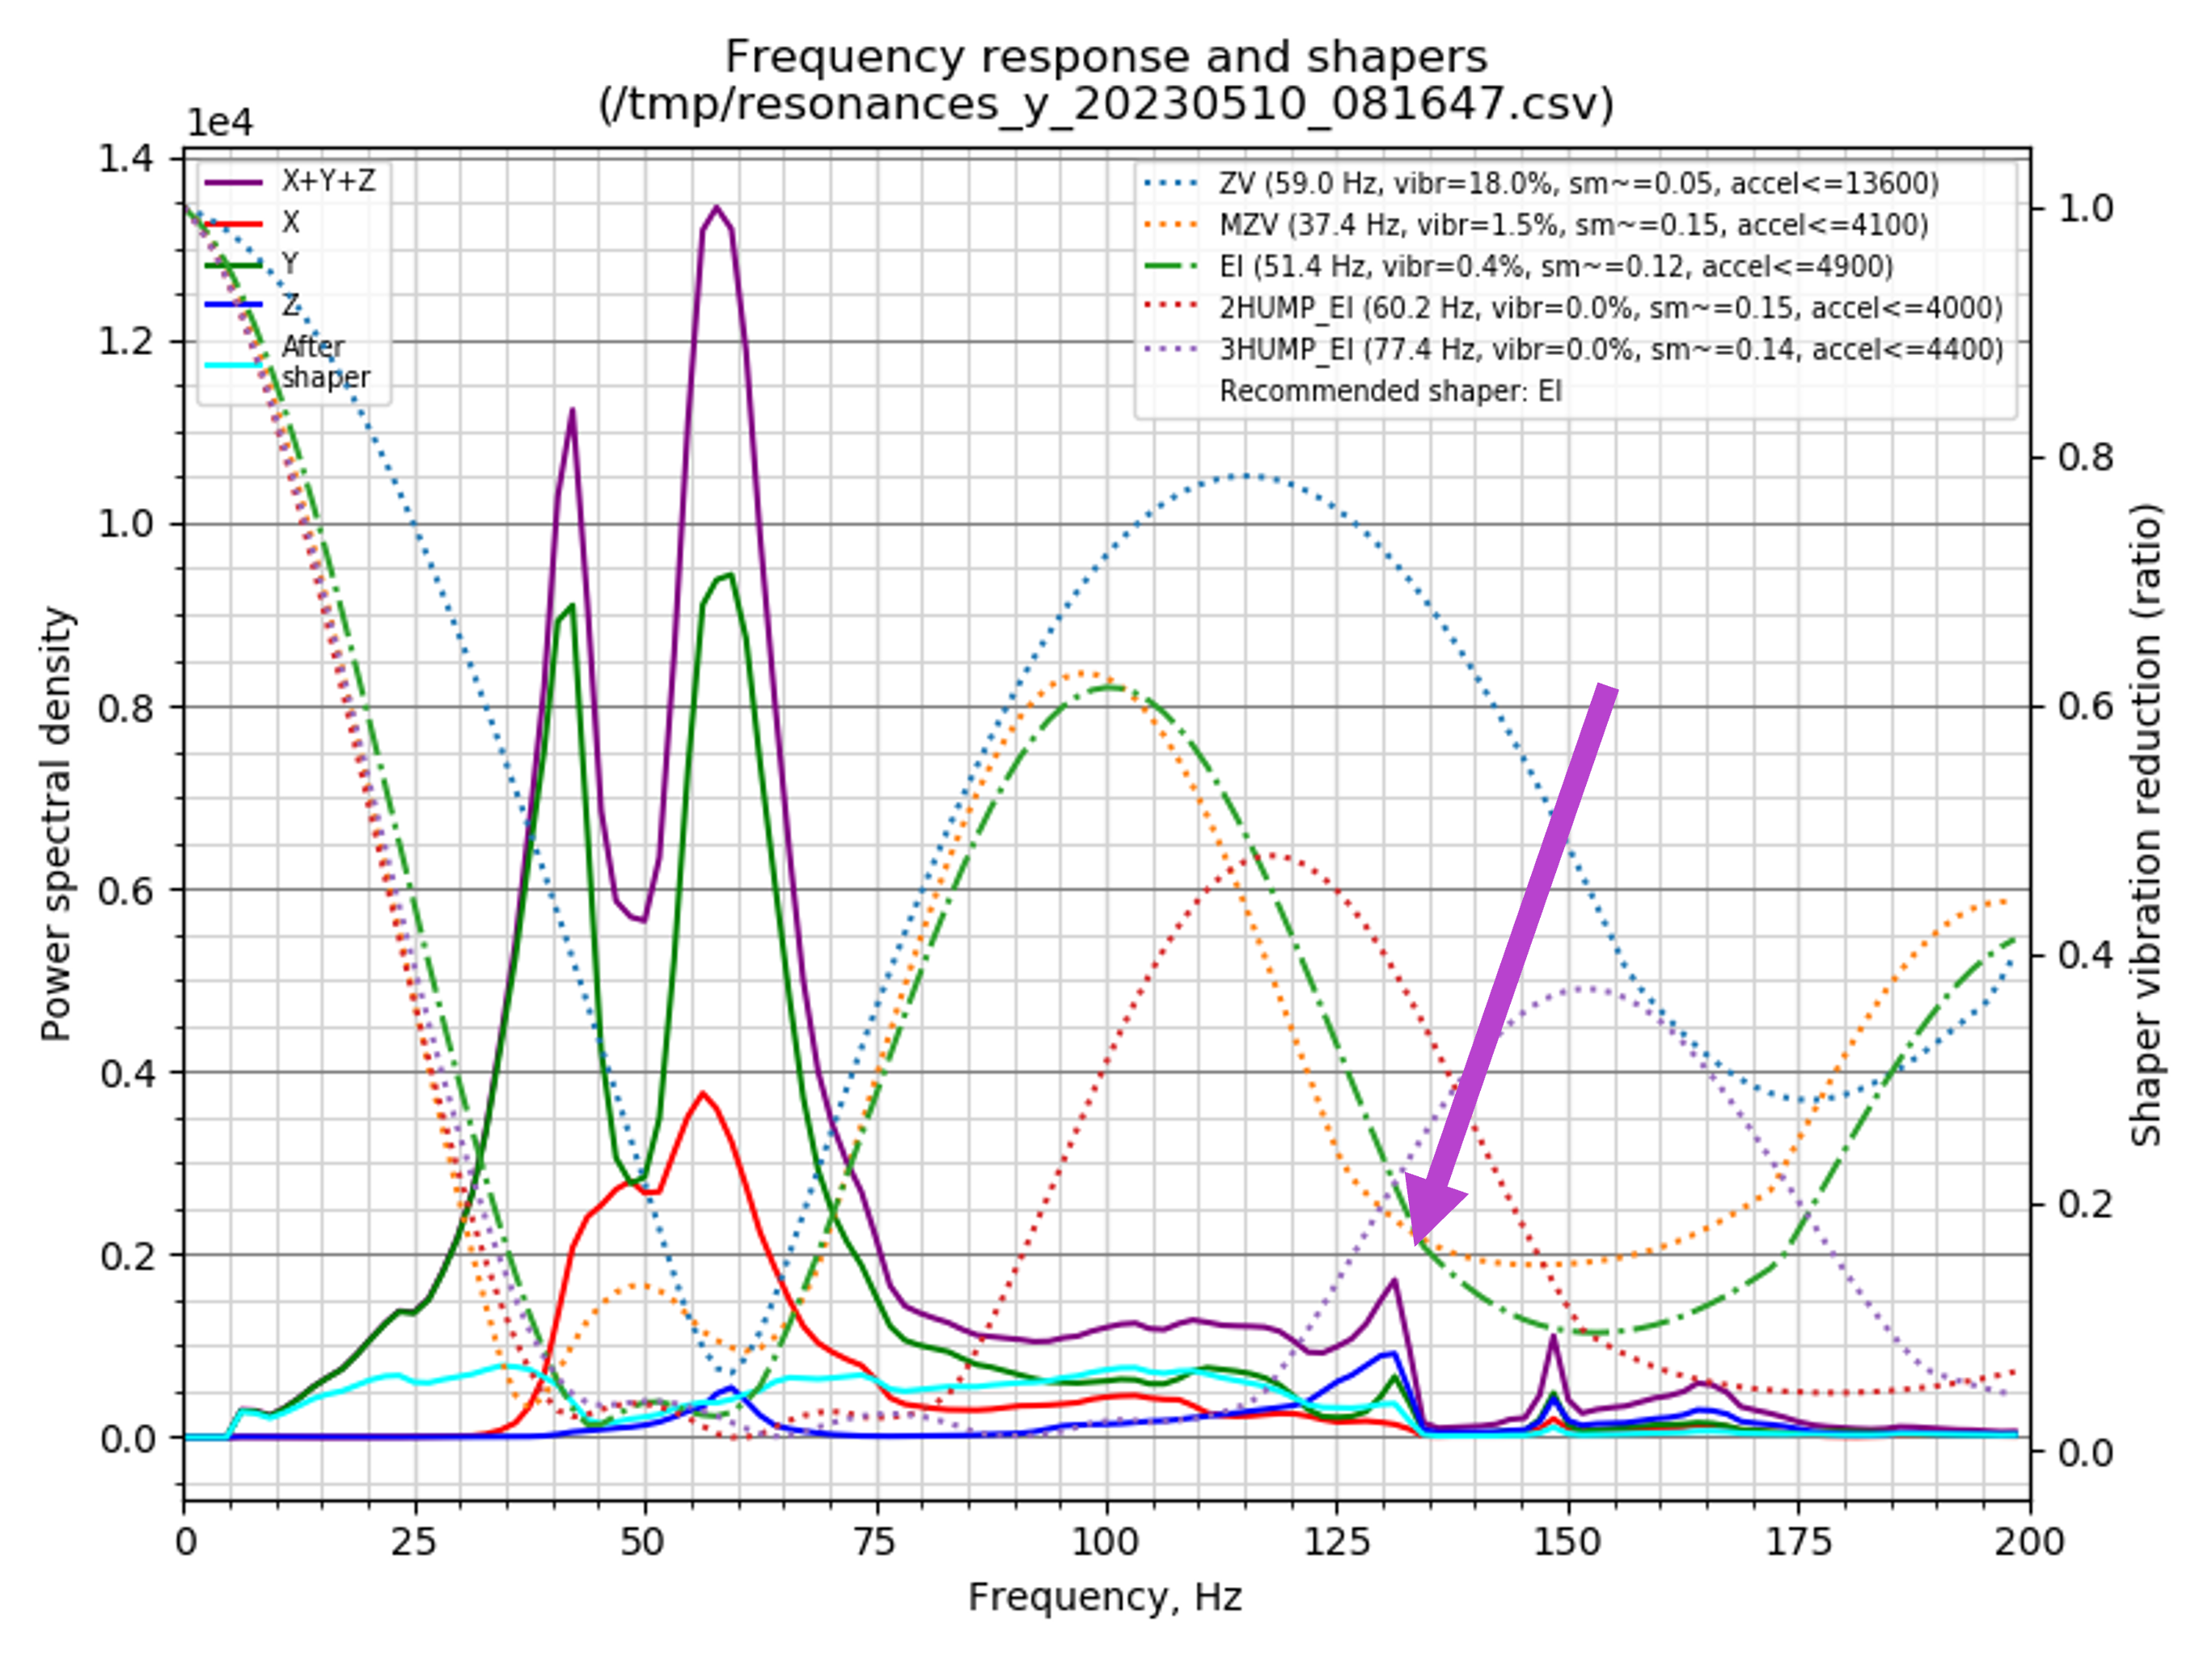 Frequency response and shapers
(/tmp/resonances_y_20230510_081647.csv)
1e4
1.4
1.2
1.0
0.8
0.6
0.4
0.2
0.0
Power spectral density
X+Y+Z
X
Y
Z
After
shaper
ZV (59.0 Hz, vibr=18.0%, sm~=0.05, accel<=13600)
MZV (37.4 Hz, vibr=1.5%, sm~=0.15, accel<=4100)
EI (51.4 Hz, vibr=0.4%, sm~=0.12, accel<=4900)
2HUMP_EI (60.2 Hz, vibr=0.0%, sm~=0.15, accel<=4000)
3HUMP_EI (77.4 Hz, vibr=0.0%, sm~=0.14, accel<=4400)
Recommended shaper: EI
1.0
0.8
0.6
0.4
0.2
0.0
Shaper vibration reduction (ratio)
0 25 50 75 100 125 150 175 200
Frequency, Hz